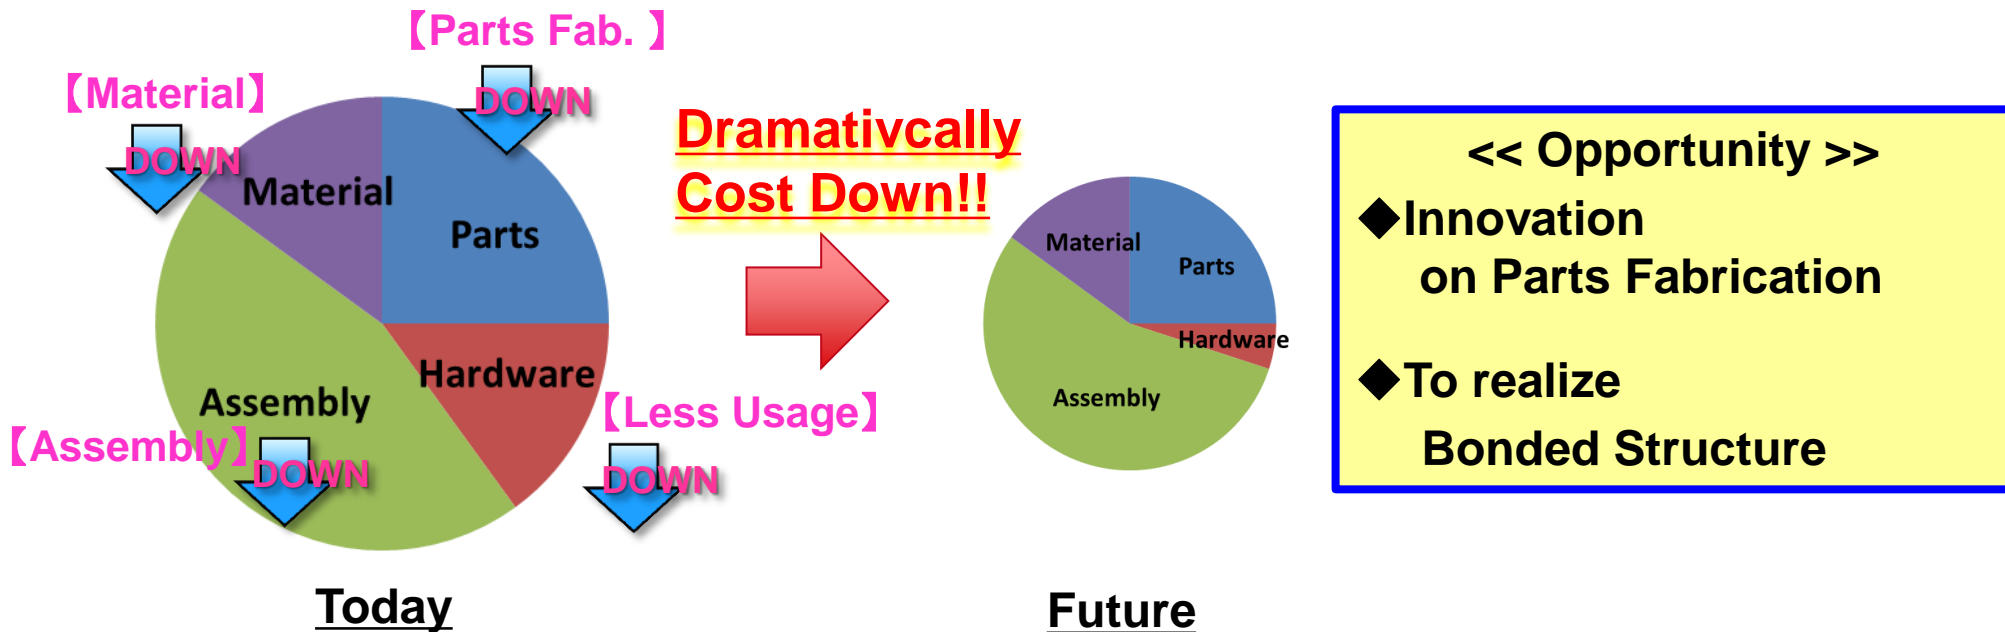 【Parts Fab. 】
DOWN
【Material】
DOWN
Material
Parts
Hardware
Assembly
【Assembly】
DOWN
【Less Usage】
DOWN
Today
Dramativcally
Cost Down!!
Material
Parts
Hardware
Assembly
Future
<< Opportunity >>
◆Innovation
on Parts Fabrication
◆To realize
Bonded Structure